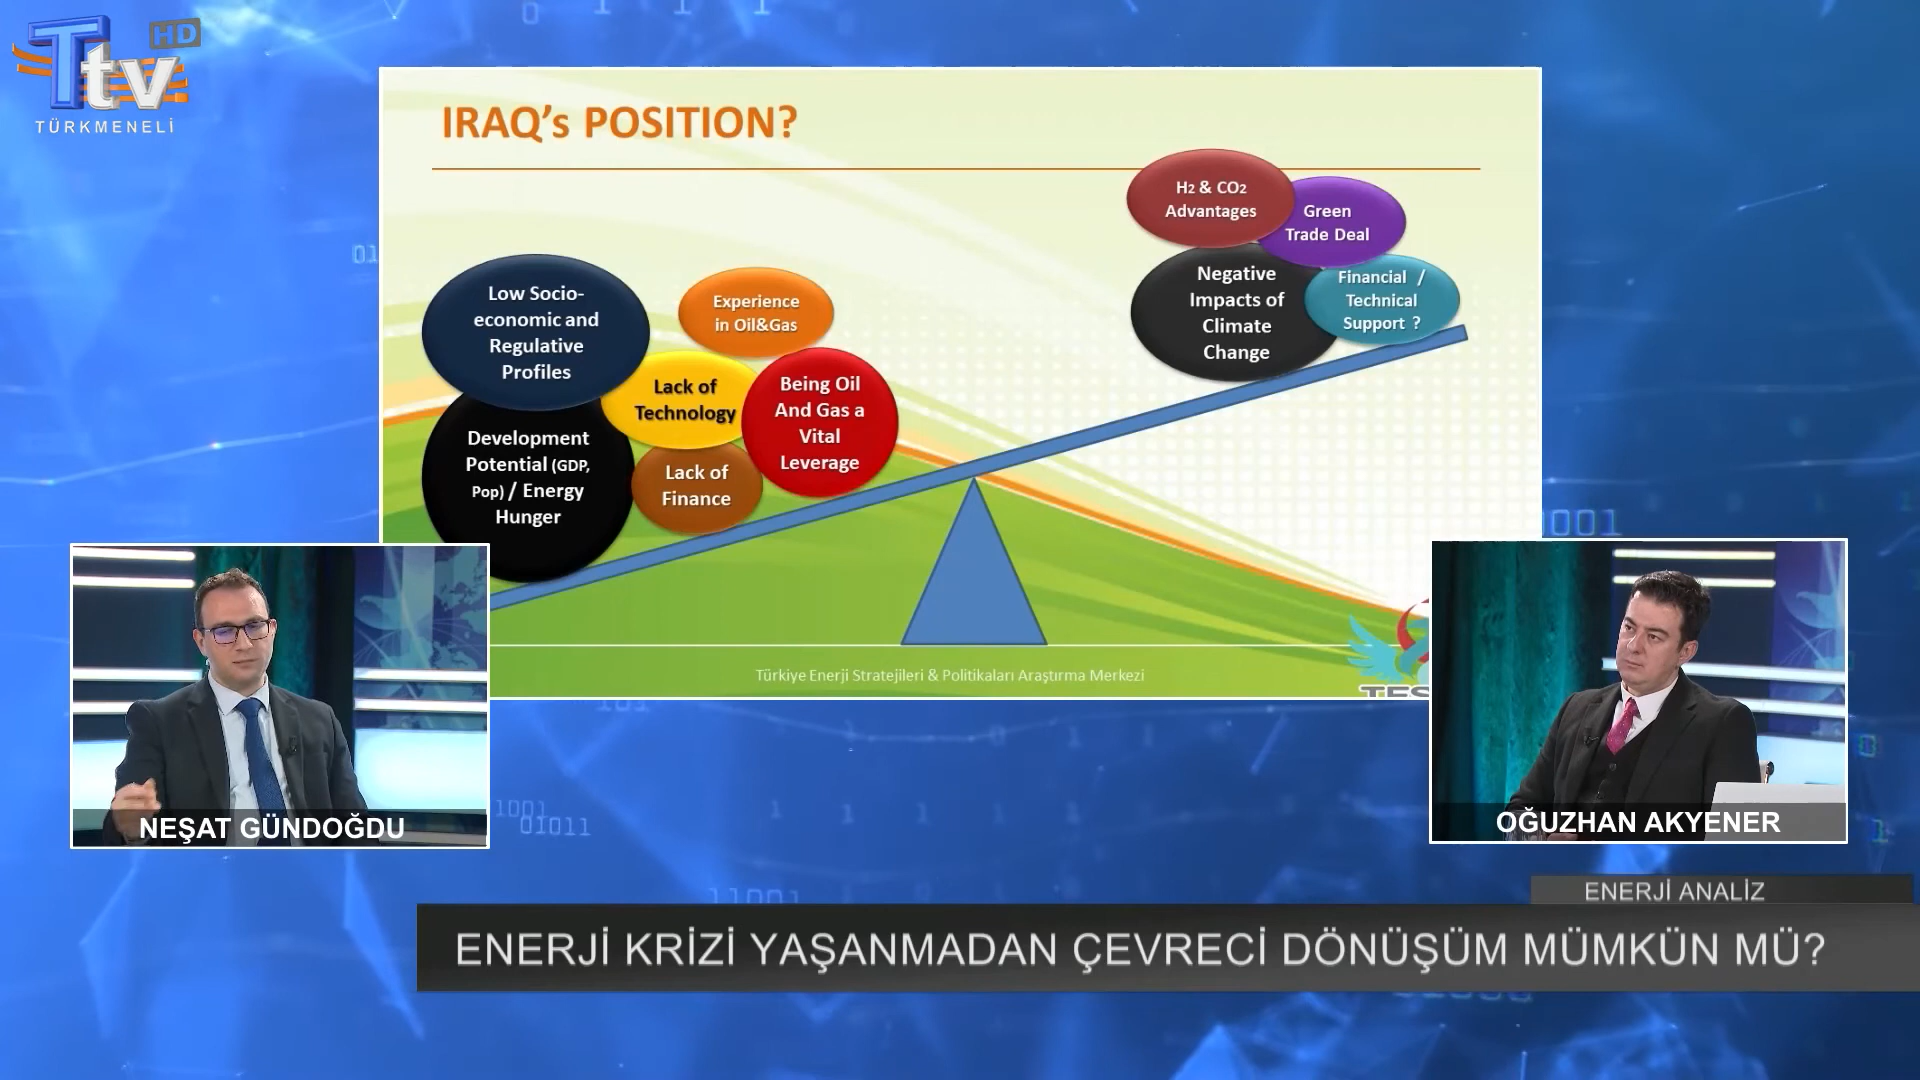 Ttv HD
TÜRKMENELİ
IRAQ's POSITION?
H2 & CO2
Advantages
Green
Trade Deal
Negative
Impacts of
Climate
Change
Financial /
Technical
Support ?
Low Socio-
economic and
Regulative
Profiles
Experience
in Oil&Gas
Lack of
Technology
Being Oil
And Gas a
Vital
Leverage
Development
Potential (GDP,
Pop) / Energy
Hunger
Lack of
Finance
Türkiye Enerji Stratejileri & Politikaları Araştırma Merkezi
NEŞAT GÜNDOĞDU
OĞUZHAN AKYENER
ENERJİ ANALİZ
ENERJİ KRİZİ YAŞANMADAN ÇEVRECİ DÖNÜŞÜM MÜMKÜN MÜ?